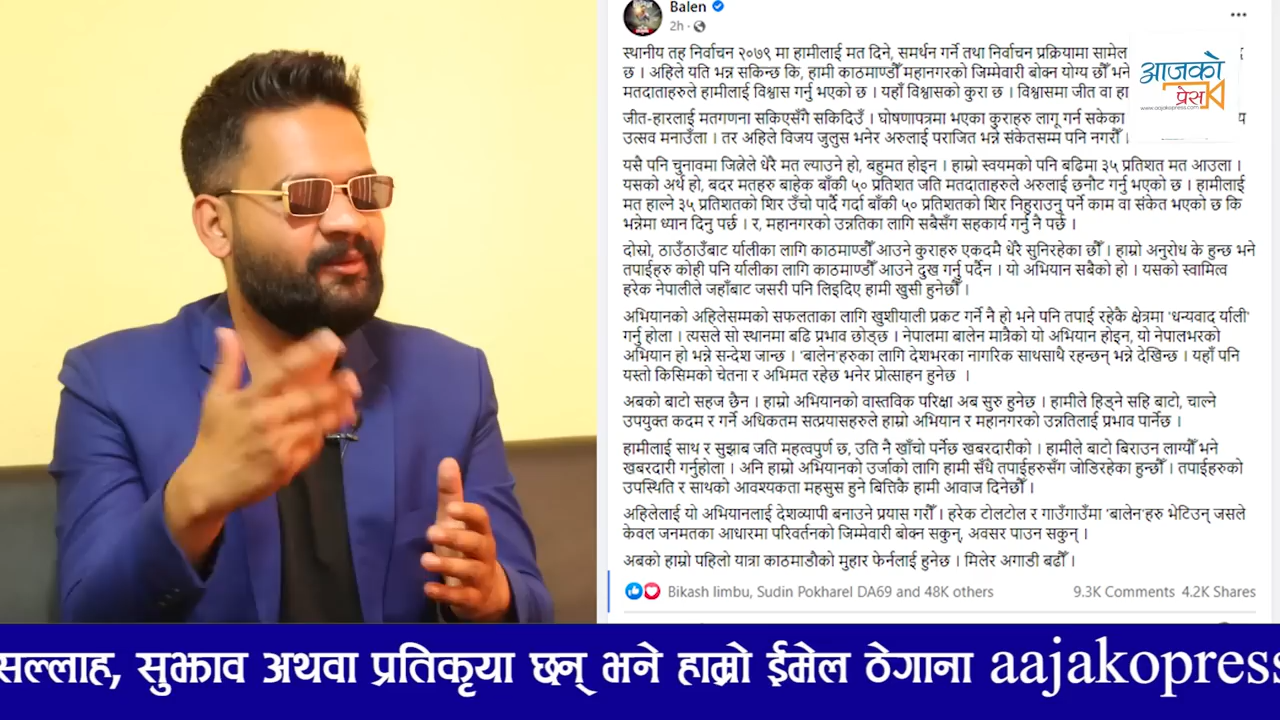 Balen
2h
स्थानीय तह निर्वाचन २०७९ मा हामीलाई मत दिने, समर्थन गर्ने तथा निर्वाचन प्रक्रियामा सामेल
छ । अहिले यति भन्न सकिन्छ कि, हामी काठमाण्डौँ महानगरको जिम्मेवारी बोक्न योग्य छौँ भने
मतदाताहरुले हामीलाई विश्वास गर्नु भएको छ । यहाँ विश्वासको कुरा छ । विश्वासमा जीत वा हा
आजको
प्रेस
www.aajakopress.com
जीत-हारलाई मतगणना सकिएसँगै सकिदिउँ । घोषणापत्रमा भएका कुराहरु लागू गर्न सकेका
उत्सव मनाउँला । तर अहिले विजय जुलुस भनेर अरुलाई पराजित भन्ने संकेतसम्म पनि नगरौँ ।
यसै पनि चुनावमा जित्नेले धेरै मत ल्याउने हो, बहुमत होइन । हाम्रो स्वयमको पनि बढिमा ३५ प्रतिशत मत आउला ।
यसको अर्थ हो, बदर मतहरु बाहेक बाँकी ५० प्रतिशत जति मतदाताहरुले अरुलाई छनौट गर्नु भएको छ । हामीलाई
मत हाल्ने ३५ प्रतिशतको शिर उँचो पार्दै गर्दा बाँकी ५० प्रतिशतको शिर निहुराउनु पर्ने काम वा संकेत भएको छ कि
भन्नेमा ध्यान दिनु पर्छ । र, महानगरको उन्नतिका लागि सबैसँग सहकार्य गर्नु नै पर्छ ।
दोस्रो, ठाउँठाउँबाट र्यालीका लागि काठमाण्डौँ आउने कुराहरु एकदमै धेरै सुनिरहेका छौँ । हाम्रो अनुरोध के हुन्छ भने
तपाईहरु कोही पनि र्यालीका लागि काठमाण्डौँ आउने दुख गर्नु पर्दैन । यो अभियान सबैको हो । यसको स्वामित्व
हरेक नेपालीले जहाँबाट जसरी पनि लिइदिए हामी खुसी हुनेछौँ ।
अभियानको अहिलेसम्मको सफलताका लागि खुशीयाली प्रकट गर्ने नै हो भने पनि तपाई रहेकै क्षेत्रमा 'धन्यवाद र्याली'
गर्नु होला । त्यसले सो स्थानमा बढि प्रभाव छोड्छ । नेपालमा बालेन मात्रैको यो अभियान होइन, यो नेपालभरको
अभियान हो भन्ने सन्देश जान्छ । 'बालेन'हरुका लागि देशभरका नागरिक साथसाथै रहन्छन् भन्ने देखिन्छ । यहाँ पनि
यस्तो किसिमको चेतना र अभिमत रहेछ भनेर प्रोत्साहन हुनेछ ।
अबको बाटो सहज छैन । हाम्रो अभियानको वास्तविक परिक्षा अब सुरु हुनेछ । हामीले हिड्ने सहि बाटो, चाल्ने
उपयुक्त कदम र गर्ने अधिकतम सत्प्रयासहरुले हाम्रो अभियान र महानगरको उन्नतिलाई प्रभाव पार्नेछ ।
हामीलाई साथ र सुझाब जति महत्वपुर्ण छ, उति नै खाँचो पर्नेछ खबरदारीको । हामीले बाटो बिराउन लाग्यौँ भने
खबरदारी गर्नुहोला । अनि हाम्रो अभियानको उर्जाको लागि हामी सँधै तपाईहरुसँग जोडिरहेका हुन्छौँ । तपाईहरुको
उपस्थिति र साथको आवश्यकता महसुस हुने बित्तिकै हामी आवाज दिनेछौँ ।
अहिलेलाई यो अभियानलाई देशव्यापी बनाउने प्रयास गरौँ । हरेक टोलटोल र गाउँगाउँमा 'बालेन'हरु भेटिउन् जसले
केवल जनमतका आधारमा परिवर्तनको जिम्मेवारी बोक्न सकुन्, अवसर पाउन सकुन् ।
अबको हाम्रो पहिलो यात्रा काठमाडौको मुहार फेर्नलाई हुनेछ । मिलेर अगाडी बढौँ ।
Bikash limbu, Sudin Pokharel DA69 and 48K others
9.3K Comments 4.2K Shares
सल्लाह, सुझाव अथवा प्रतिकृया छन् भने हाम्रो ईमेल ठेगाना aajakopress